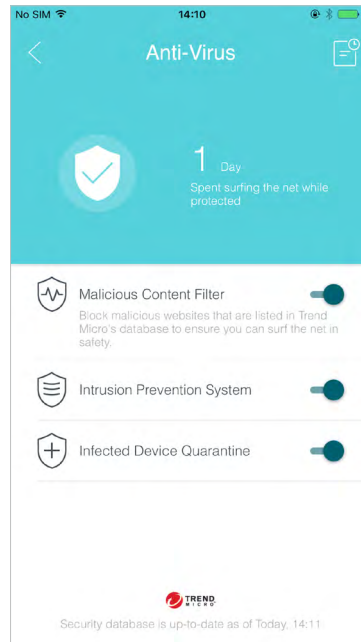 No SIM 14:10
Anti-Virus
1 Day
Spent surfing the net while
protected
Malicious Content Filter
Block malicious websites that are listed in Trend
Micro's database to ensure you can surf the net in
safety.
Intrusion Prevention System
Infected Device Quarantine
TREND
MICRO
Security database is up-to-date as of Today, 14:11